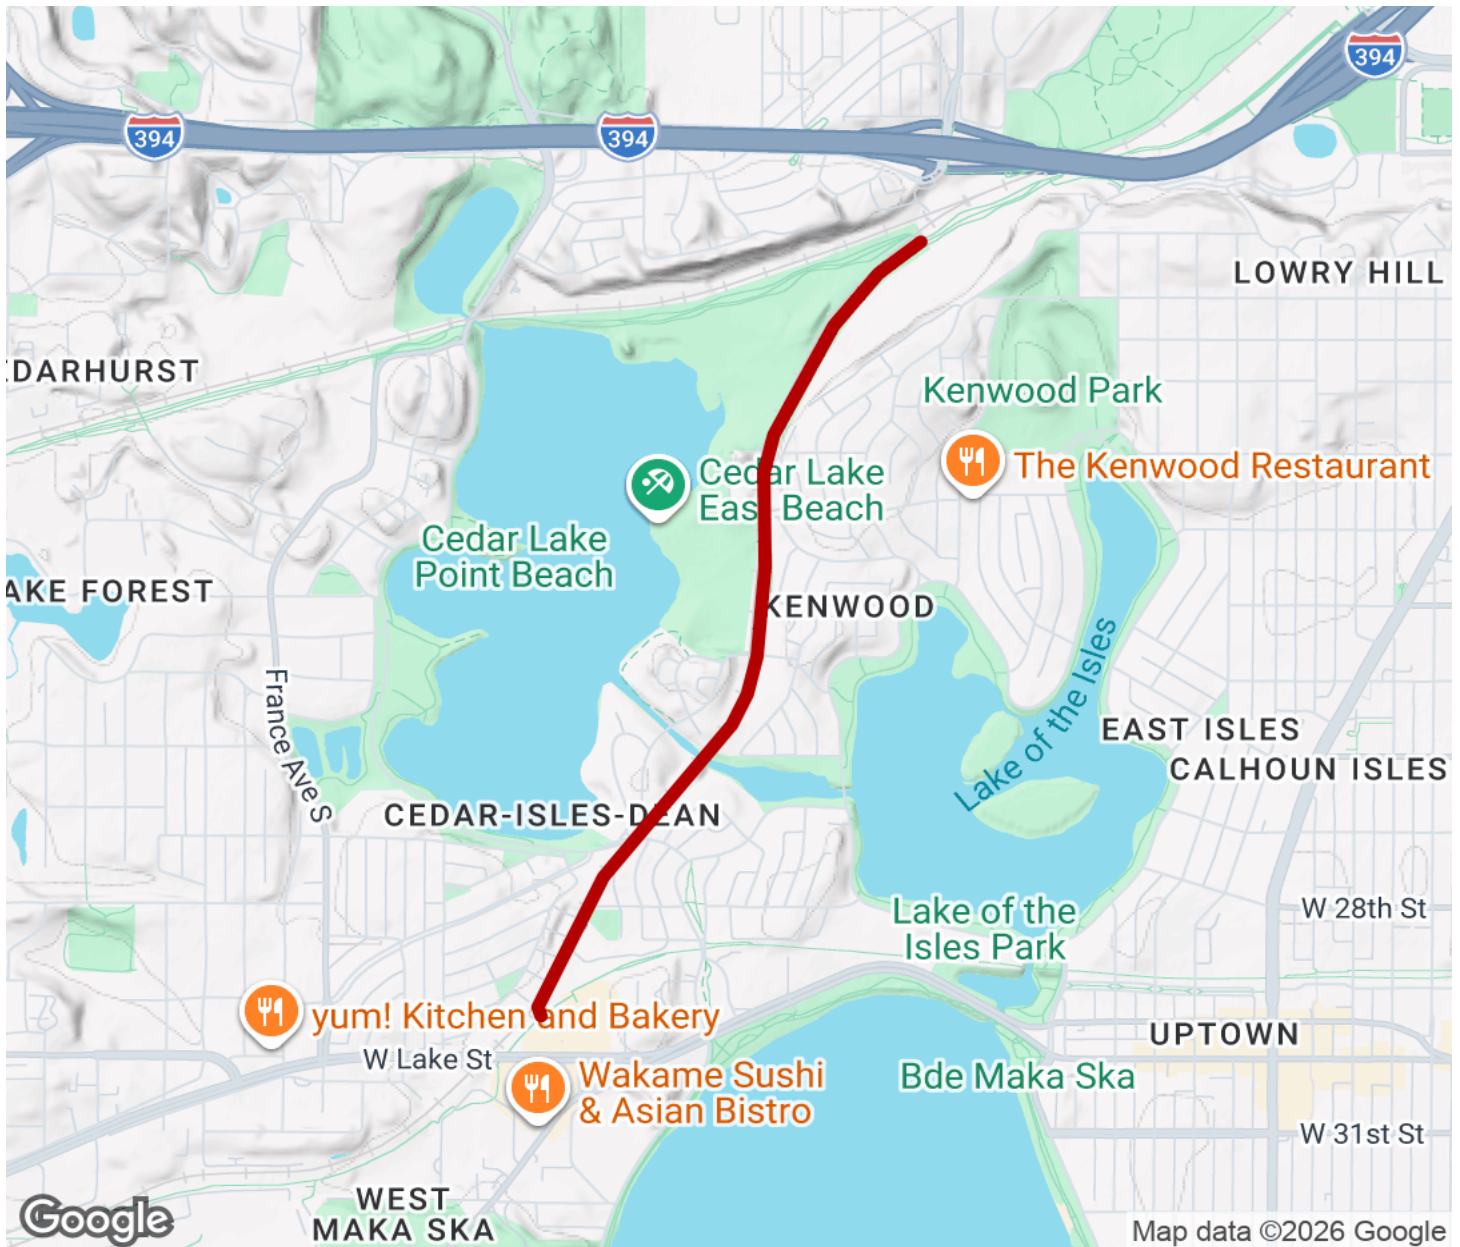 394
394
394
LOWRY HILL
EDARHURST
Kenwood Park
The Kenwood Restaurant
Cedar Lake
East Beach
Cedar Lake
Point Beach
AKE FOREST
KENWOOD
Lake of the Isles
France Ave S
EAST ISLES
CALHOUN ISLES
CEDAR-ISLES-DEAN
Lake of the
Isles Park
W 28th St
yum! Kitchen and Bakery
W Lake St
UPTOWN
Wakame Sushi
& Asian Bistro
Bde Maka Ska
W 31st St
WEST
MAKA SKA
Google
Map data ©2026 Google